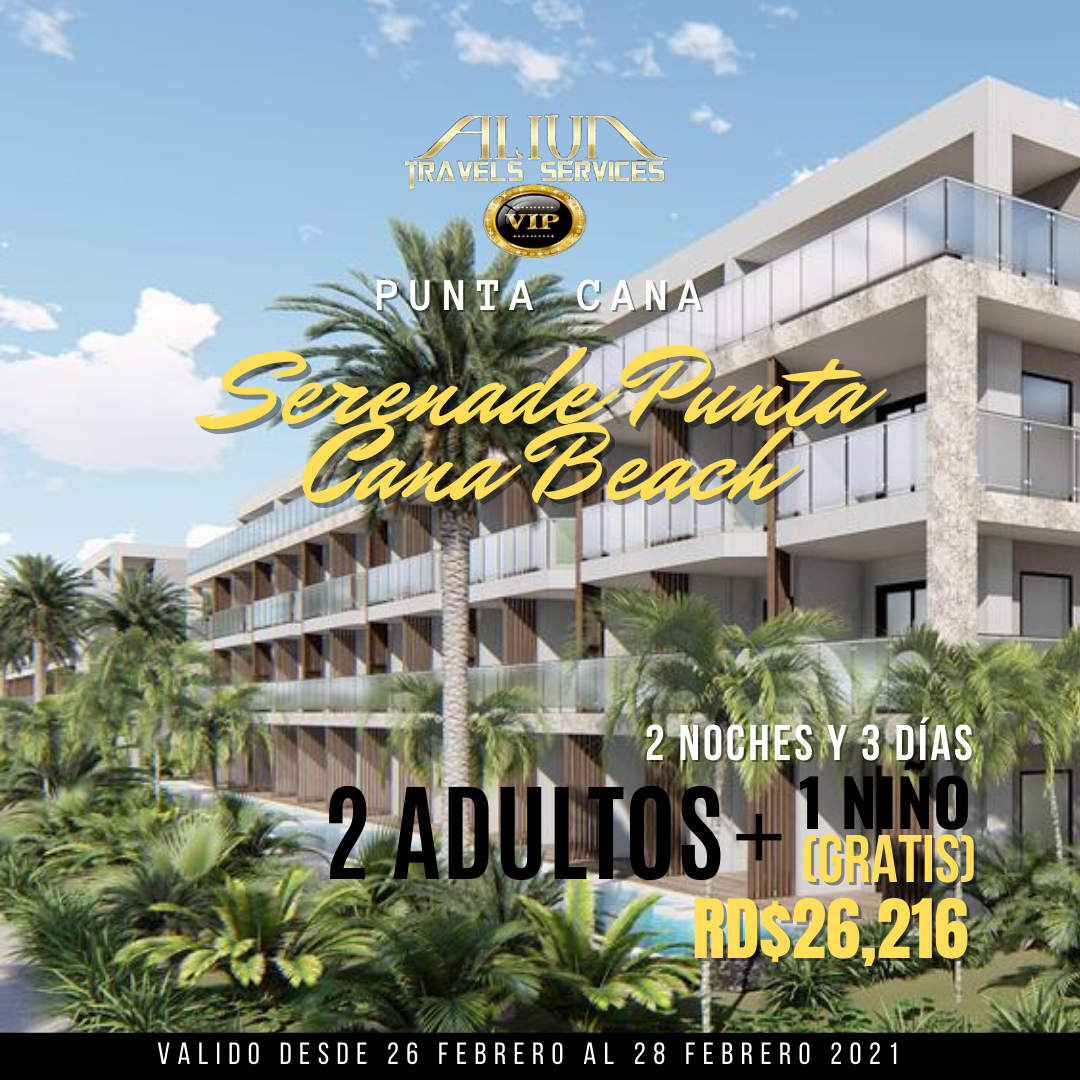 ALIUN
TRAVELS SERVICES
VIP
PUNTA CANA
Serenade Punta
Cana Beach
2 NOCHES Y 3 DÍAS
2 ADULTOS + 1 NIÑO
(GRATIS)
RD$26,216
VALIDO DESDE 26 FEBRERO AL 28 FEBRERO 2021